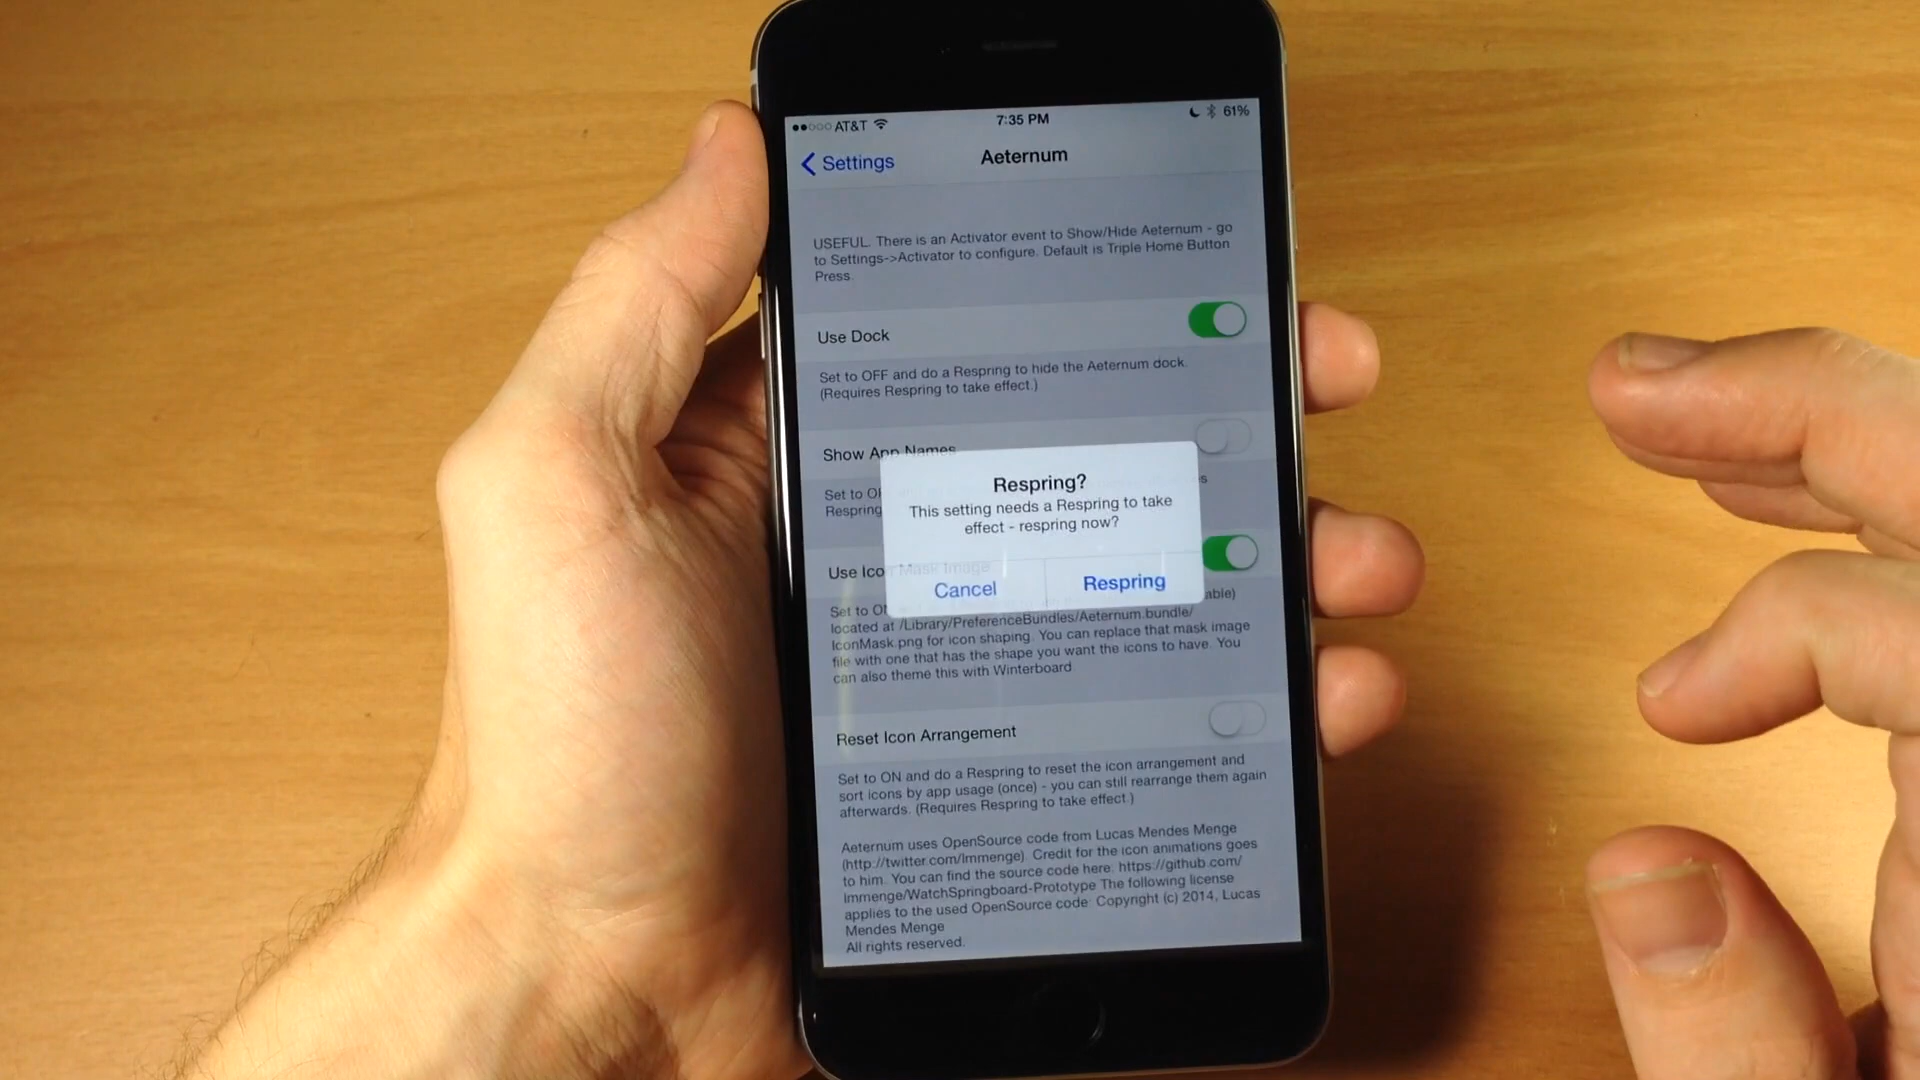 AT&T 7:35 PM 61%
Settings Aeternum
USEFUL. There is an Activator event to Show/Hide Aeternum - go
to Settings->Activator to configure. Default is Triple Home Button
Press.
Use Dock
Set to OFF and do a Respring to hide the Aeternum dock.
(Requires Respring to take effect.)
Show App Names
Set to
Respring
Respring?
This setting needs a Respring to take
effect - respring now?
Cancel Respring
Use Icon Mask Image
Set to
located at /Library/PreferenceBundles/Aeternum.bundle/
IconMask.png for icon shaping. You can replace that mask image
file with one that has the shape you want the icons to have. You
can also theme this with Winterboard
Reset Icon Arrangement
Set to ON and do a Respring to reset the icon arrangement and
sort icons by app usage (once) - you can still rearrange them again
afterwards. (Requires Respring to take effect.)
Aeternum uses OpenSource code from Lucas Mendes Menge
(http://twitter.com/lmmenge). Credit for the icon animations goes
to him. You can find the source code here: https://github.com/
lmmenge/WatchSpringboard-Prototype The following license
applies to the used OpenSource code: Copyright (c) 2014, Lucas
Mendes Menge
All rights reserved.